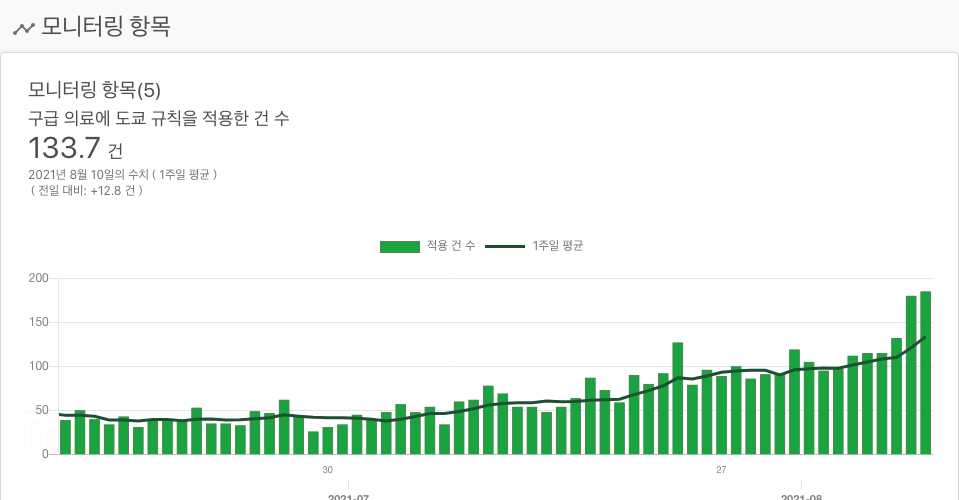 모니터링 항목
모니터링 항목(5)
구급 의료에 도쿄 규칙을 적용한 건 수
133.7 건
2021년 8월 10일의 수치 ( 1주일 평균 )
( 전일 대비: +12.8 건 )
적용 건 수 1주일 평균
200
150
100
50
0
30 27
2021-07 2021-08